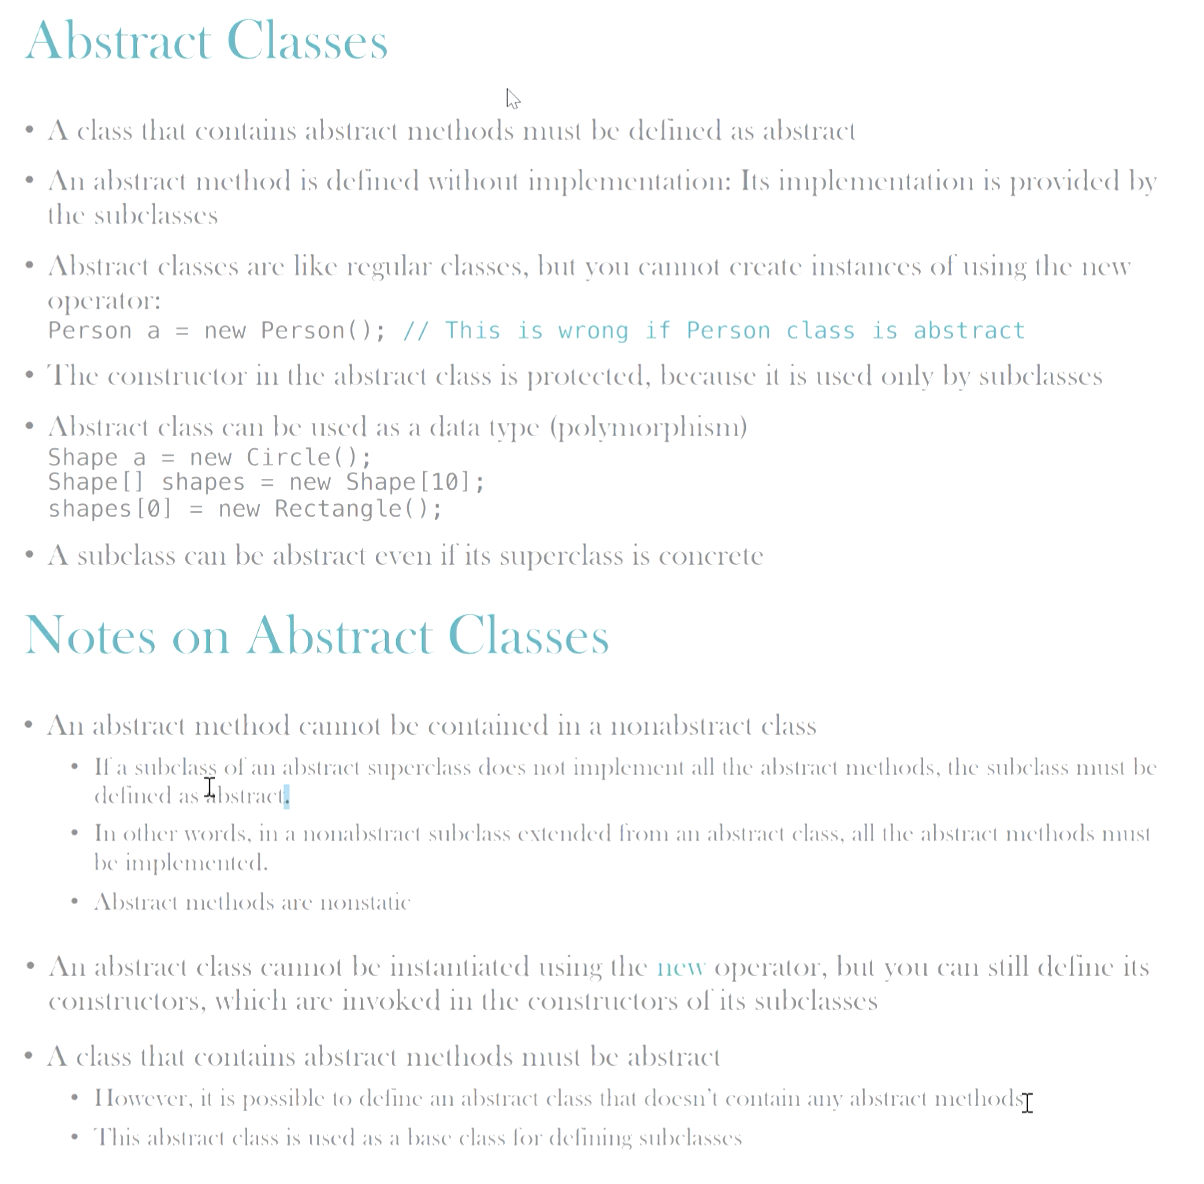 Abstract Classes
• A class that contains abstract methods must be defined as abstract
• An abstract method is defined without implementation: Its implementation is provided by
the subclasses
• Abstract classes are like regular classes, but you cannot create instances of using the new
operator:
Person a = new Person(); // This is wrong if Person class is abstract
• The constructor in the abstract class is protected, because it is used only by subclasses
• Abstract class can be used as a data type (polymorphism)
Shape a = new Circle();
Shape[] shapes = new Shape[10];
shapes[0] = new Rectangle();
• A subclass can be abstract even if its superclass is concrete
Notes on Abstract Classes
• An abstract method cannot be contained in a nonabstract class
• If a subclass of an abstract superclass does not implement all the abstract methods, the subclass must be
defined as abstract.
• In other words, in a nonabstract subclass extended from an abstract class, all the abstract methods must
be implemented.
• Abstract methods are nonstatic
• An abstract class cannot be instantiated using the new operator, but you can still define its
constructors, which are invoked in the constructors of its subclasses
• A class that contains abstract methods must be abstract
• However, it is possible to define an abstract class that doesn't contain any abstract methods
• This abstract class is used as a base class for defining subclasses